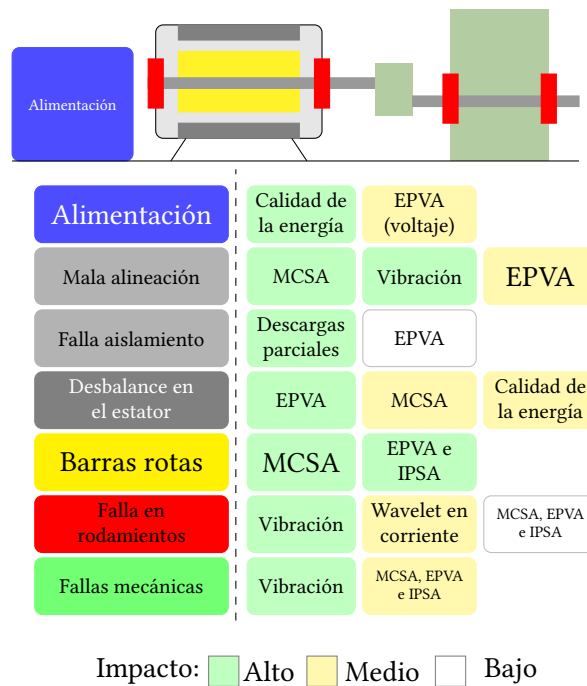 Alimentación
Alimentación
Calidad de
la energía
EPVA
(voltaje)
Mala alineación
MCSA
Vibración
EPVA
Falla aislamiento
Descargas
parciales
EPVA
Desbalance en
el estator
EPVA
MCSA
Calidad de
la energía
Barras rotas
MCSA
EPVA e
IPSA
Falla en
rodamientos
Vibración
Wavelet en
corriente
MCSA, EPVA
e IPSA
Fallas mecánicas
Vibración
MCSA, EPVA
e IPSA
Impacto: Alto Medio Bajo